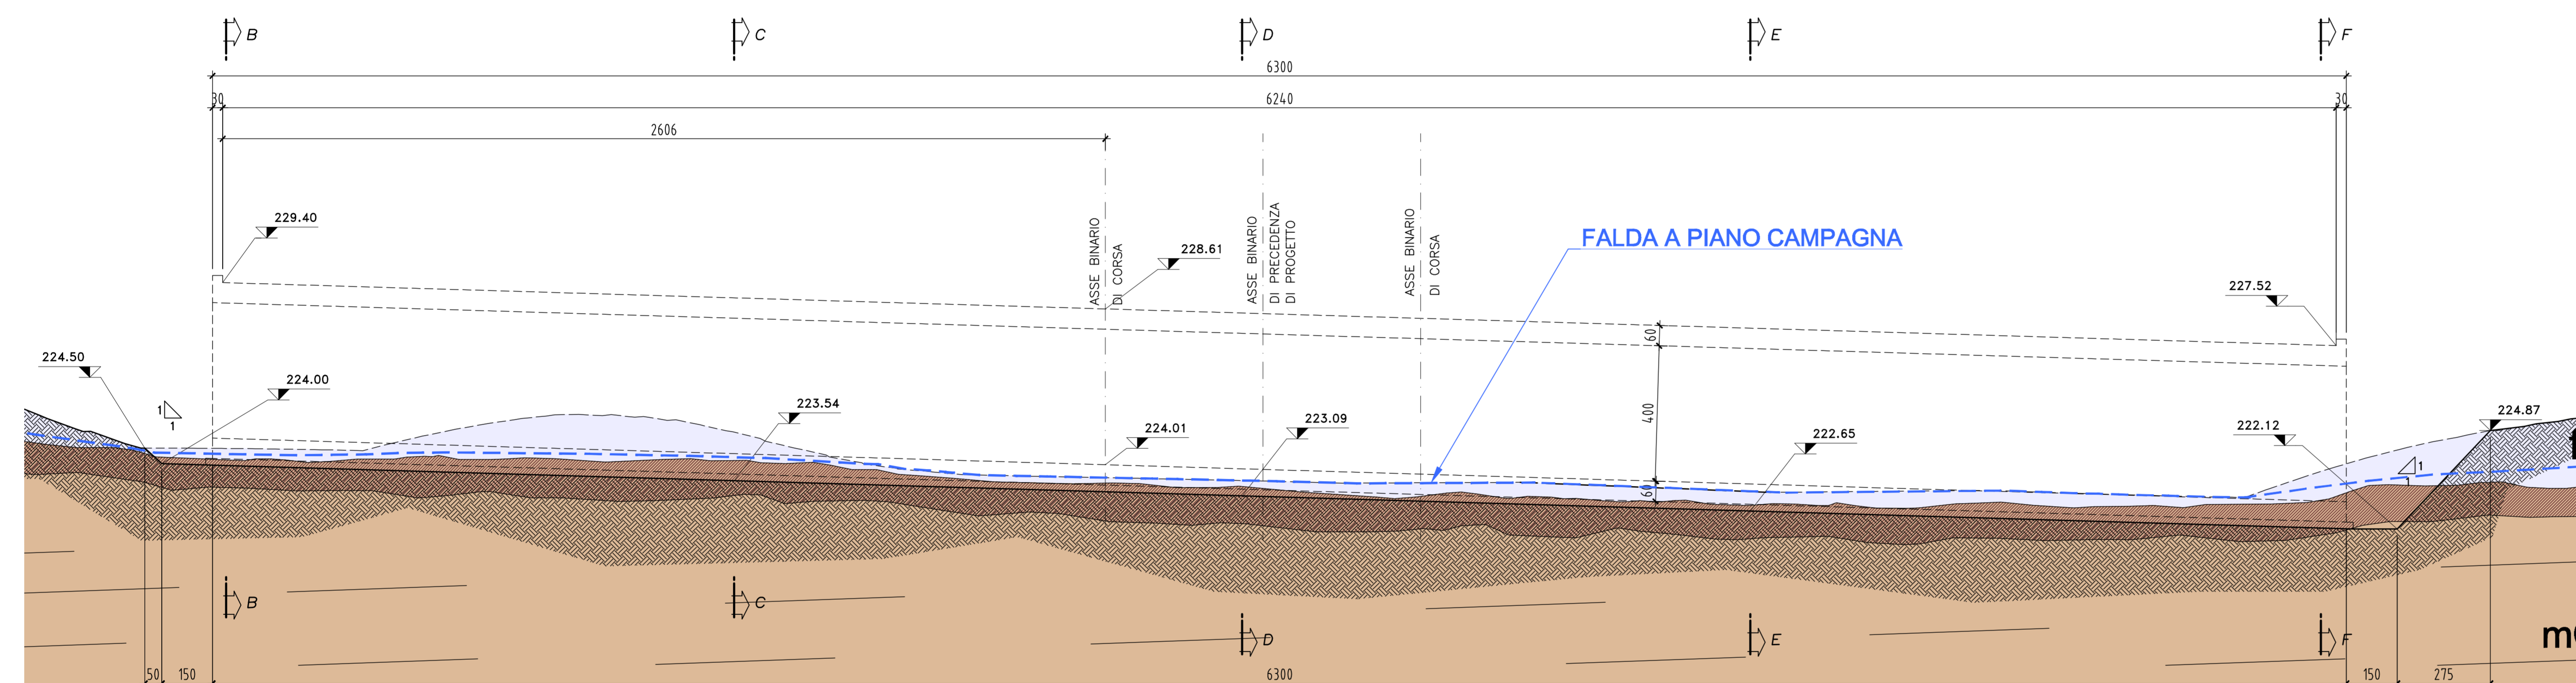 B C D E F
6300
30 6240 30
2606
229.40
228.61
227.52
ASSE BINARIO
DI CORSA
ASSE BINARIO
DI PRECEDENZA
DI PROGETTO
ASSE BINARIO
DI CORSA
FALDA A PIANO CAMPAGNA
60
400
60
224.50
224.00
1
1
223.54
224.01
223.09
222.65
222.12
224.87
1
1
B C D E F
50 150 6300 150 275